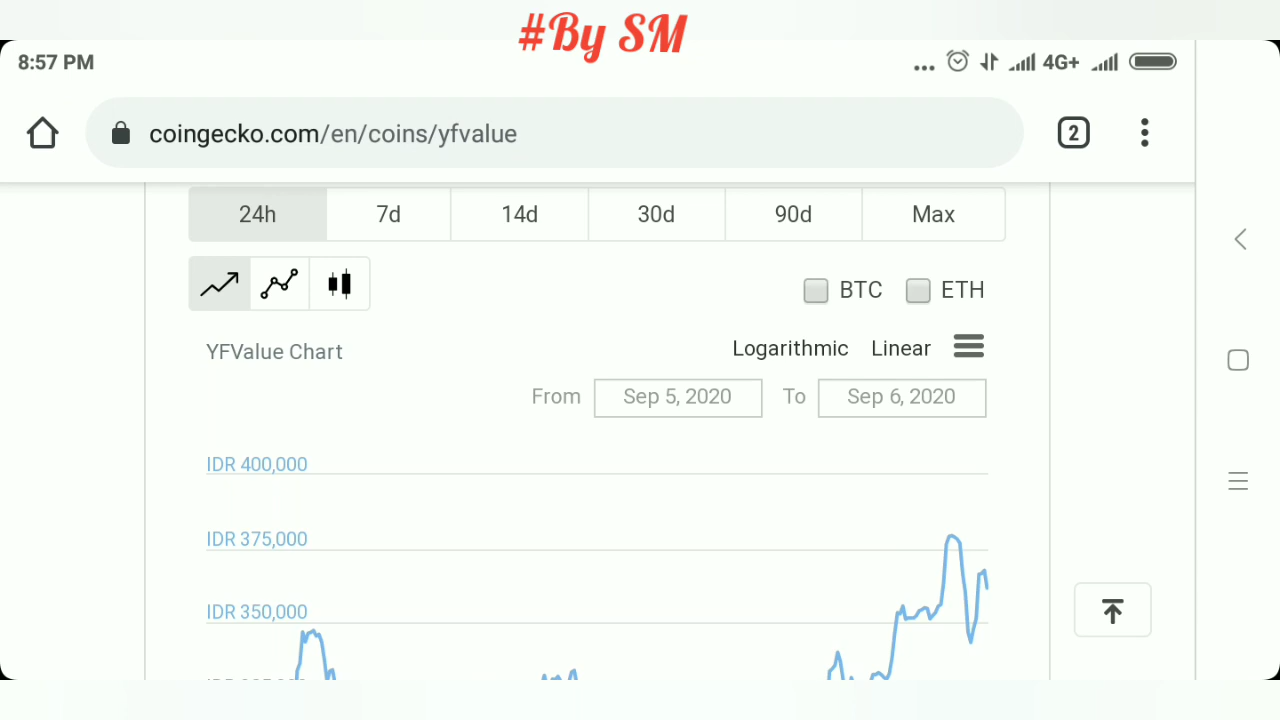 #By SM
8:57 PM
4G+
coingecko.com/en/coins/yfvalue
2
24h 7d 14d 30d 90d Max
BTC ETH
YFValue Chart
Logarithmic Linear
From Sep 5, 2020 To Sep 6, 2020
IDR 400,000
IDR 375,000
IDR 350,000